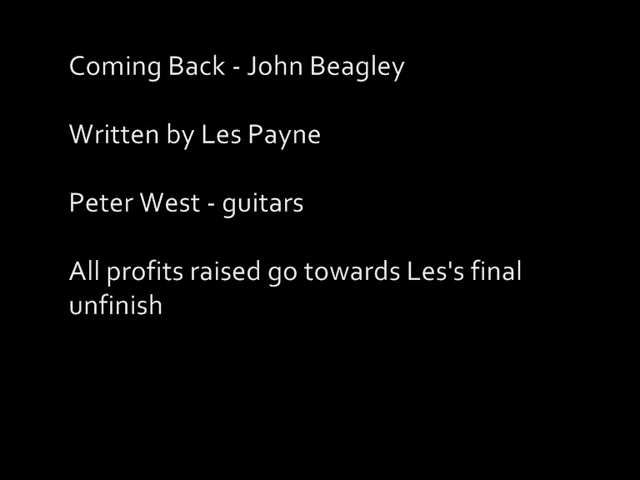 Coming Back - John Beagley
Written by Les Payne
Peter West - guitars
All profits raised go towards Les's final
unfinish